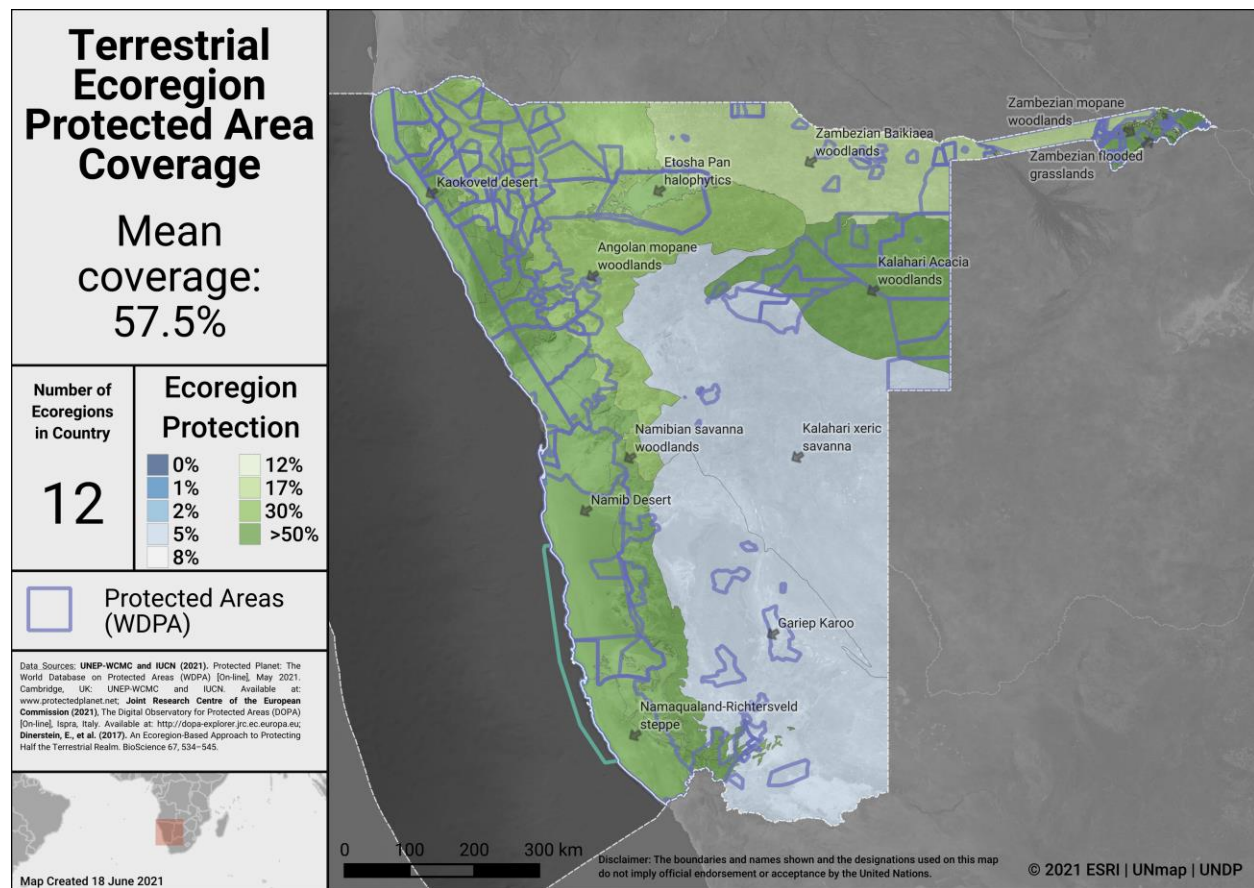 Terrestrial
Ecoregion
Protected Area
Coverage
Mean
coverage:
57.5%
Number of
Ecoregions
in Country
12
Ecoregion
Protection
0%
1%
2%
5%
8%
12%
17%
30%
>50%
Protected Areas
(WDPA)
Data Sources: UNEP-WCMC and IUCN (2021). Protected Planet: The
World Database on Protected Areas (WDPA) [On-line], May 2021.
Cambridge, UK: UNEP-WCMC and IUCN. Available at:
www.protectedplanet.net; Joint Research Centre of the European
Commission (2021), The Digital Observatory for Protected Areas (DOPA)
[On-line], Ispra, Italy. Available at: http://dopa-explorer.jrc.ec.europa.eu;
Dinerstein, E., et al. (2017). An Ecoregion-Based Approach to Protecting
Half the Terrestrial Realm. BioScience 67, 534–545.
Map Created 18 June 2021
Zambezian mopane
woodlands
Zambezian Baikiaea
woodlands
Zambezian flooded
grasslands
Etosha Pan
halophytics
Kaokoveld desert
Angolan mopane
woodlands
Kalahari Acacia
woodlands
Namibian savanna
woodlands
Kalahari xeric
savanna
Namib Desert
Gariep Karoo
Namaqualand-Richtersveld
steppe
0 100 200 300 km
Disclaimer: The boundaries and names shown and the designations used on this map
do not imply official endorsement or acceptance by the United Nations.
© 2021 ESRI | UNmap | UNDP